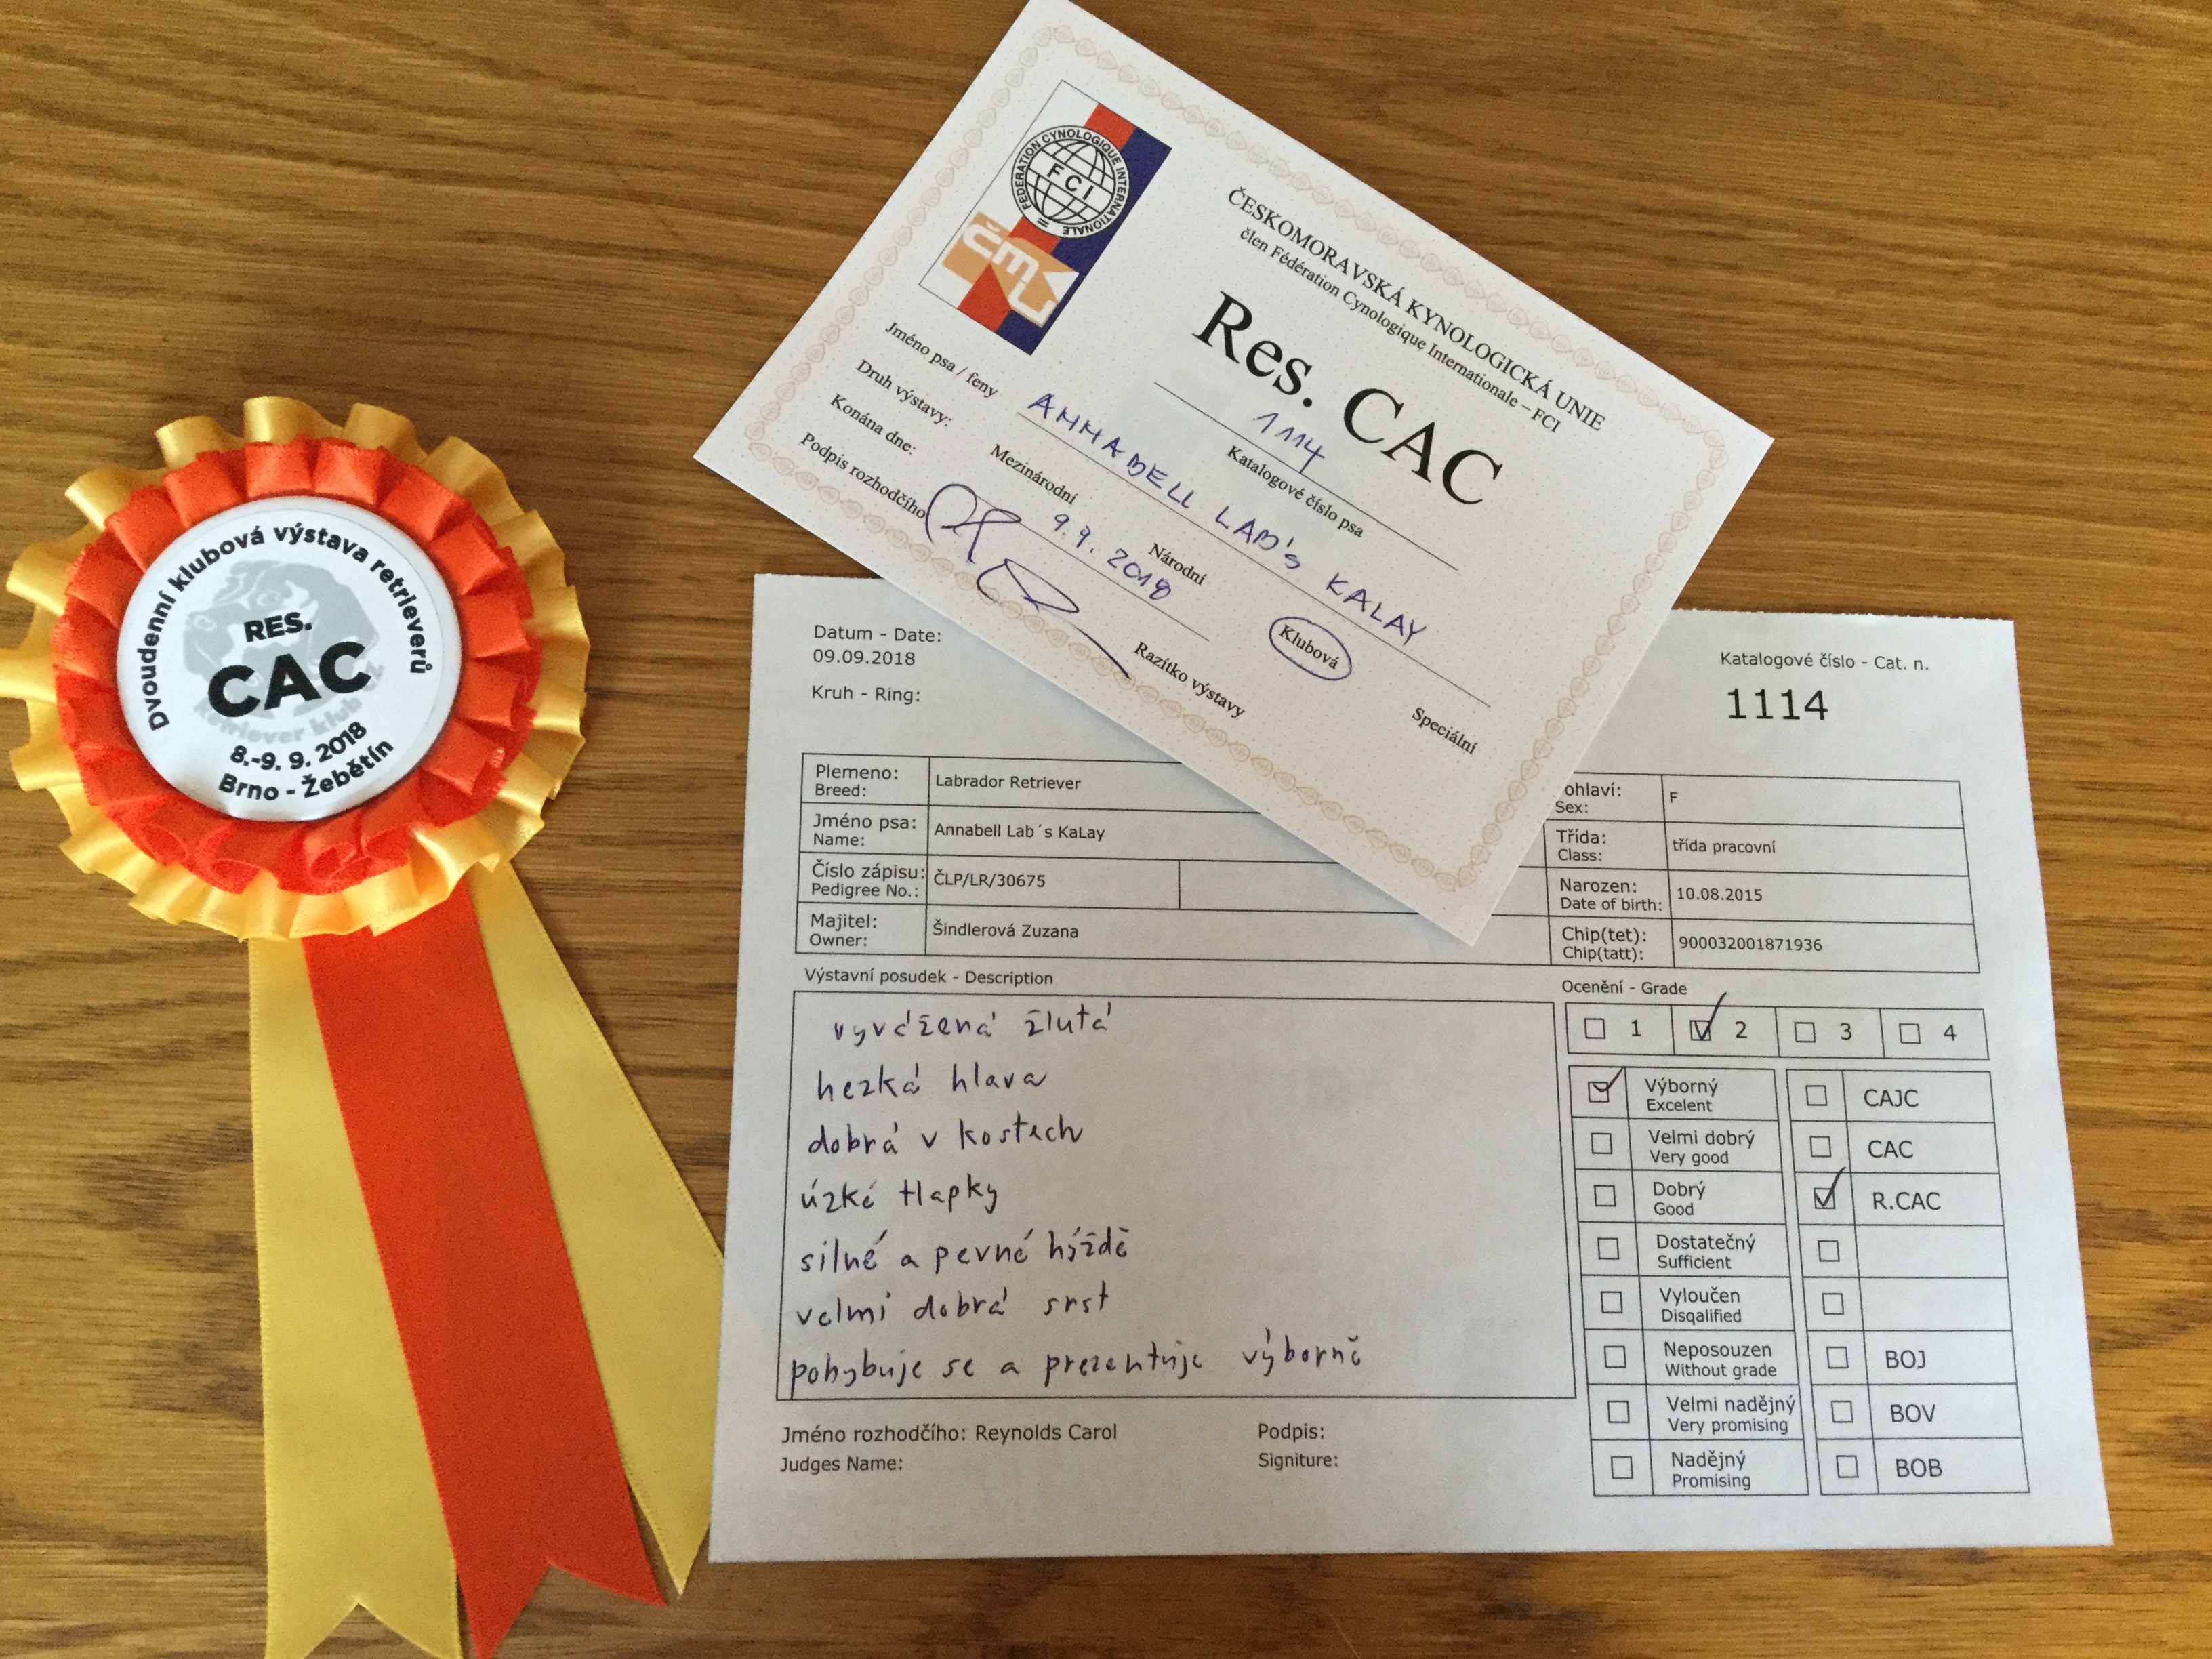 Dvoudenní klubová výstava retrieverů
RES.
CAC
retriever klub cz
8.-9. 9. 2018
Brno - Žebětín
FEDERATION CYNOLOGIQUE INTERNATIONALE
FCI
ČMKU
ČESKOMORAVSKÁ KYNOLOGICKÁ UNIE
člen Fédération Cynologique Internationale – FCI
Res. CAC
1114
Katalogové číslo psa
Jméno psa / feny ANNABELL LAB's KALAY
Druh výstavy: Mezinárodní Národní Klubová Speciální
Konána dne: 9.9.2018
Podpis rozhodčího Razítko výstavy
Datum - Date:
09.09.2018
Kruh - Ring:
Katalogové číslo - Cat. n.
1114
Plemeno: Labrador Retriever
Breed:
Jméno psa: Annabell Lab´s KaLay
Name:
Číslo zápisu: ČLP/LR/30675
Pedigree No.:
Majitel: Šindlerová Zuzana
Owner:
ohlaví: F
Sex:
Třída: třída pracovní
Class:
Narozen: 10.08.2015
Date of birth:
Chip(tet): 900032001871936
Chip(tatt):
Výstavní posudek - Description
vyvážená žlutá
hezká hlava
dobrá v kostech
úzké tlapky
silné a pevné hýždě
velmi dobrá srst
pohybuje se a prezentuje výborně
Ocenění - Grade
1 2 3 4
Výborný CAJC
Excelent
Velmi dobrý CAC
Very good
Dobrý R.CAC
Good
Dostatečný
Sufficient
Vyloučen
Disqalified
Neposouzen BOJ
Without grade
Velmi nadějný BOV
Very promising
Nadějný BOB
Promising
Jméno rozhodčího: Reynolds Carol Podpis:
Judges Name: Signiture: